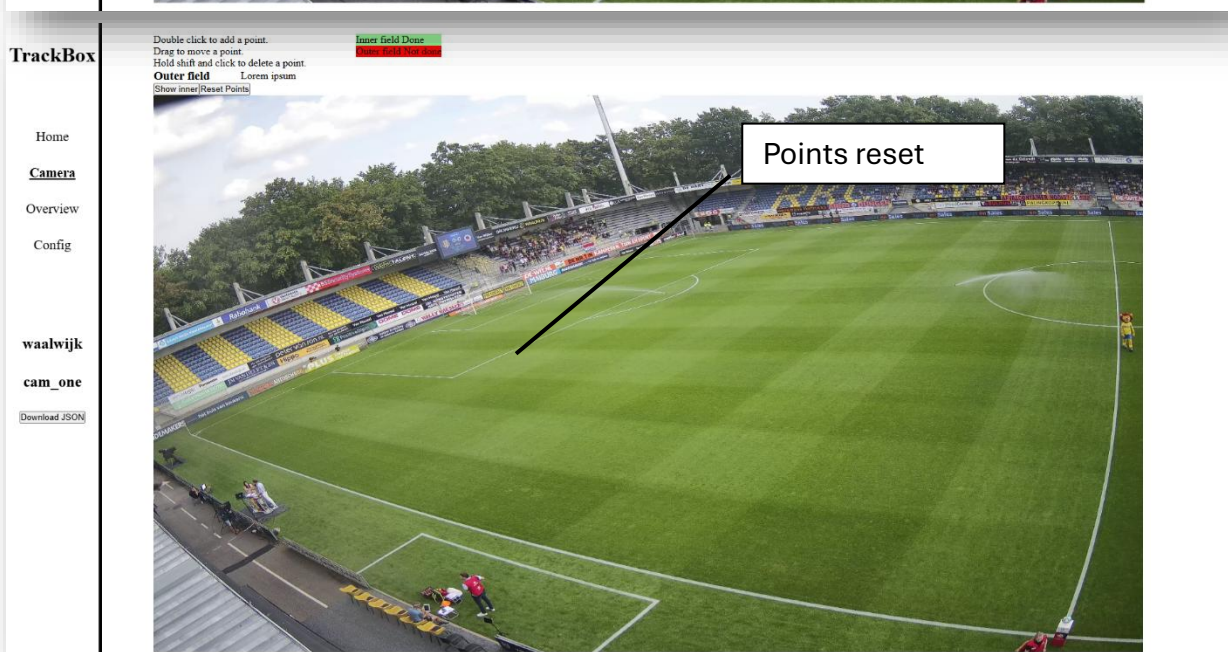 TrackBox
Home
Camera
Overview
Config
waalwijk
cam_one
Download JSON
Double click to add a point.
Drag to move a point.
Hold shift and click to delete a point.
Outer field
Lorem ipsum
Show inner
Reset Points
Inner field Done
Outer field Not done
Points reset
Rabobank